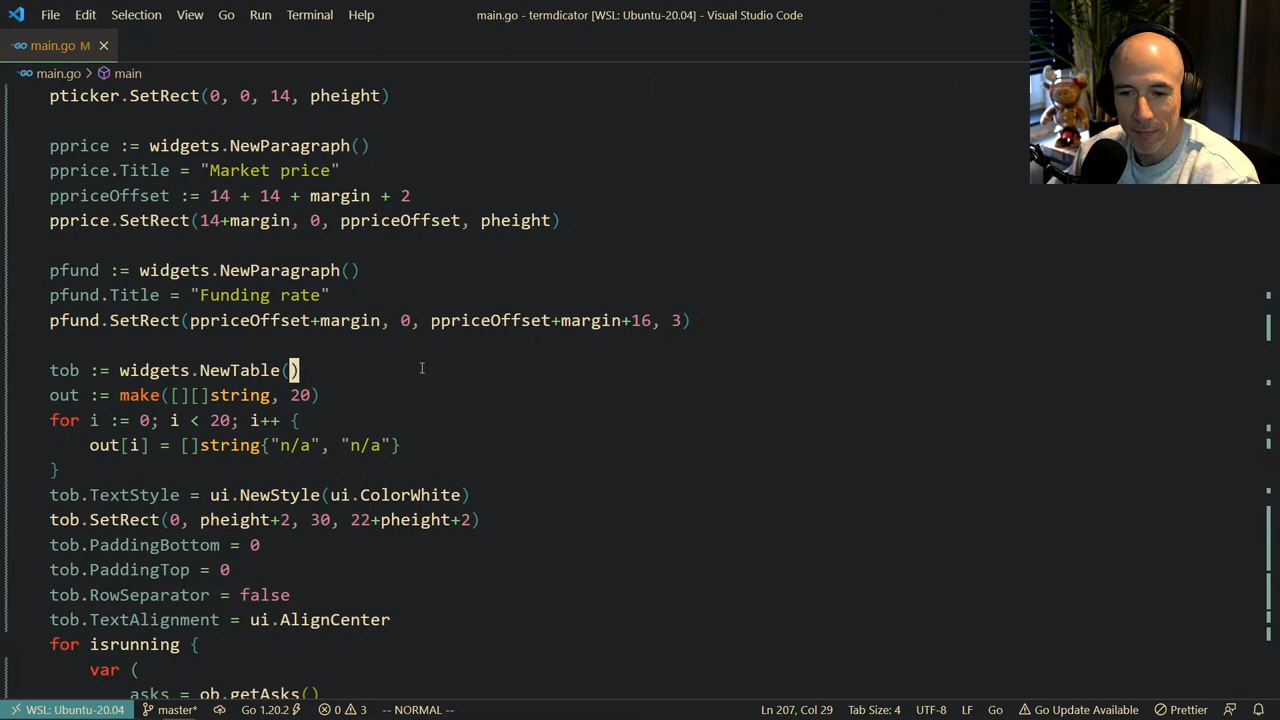 File Edit Selection View Go Run Terminal Help main.go - termdicator [WSL: Ubuntu-20.04] - Visual Studio Code
main.go M
main.go > main
pticker.SetRect(0, 0, 14, pheight)
pprice := widgets.NewParagraph()
pprice.Title = "Market price"
ppriceOffset := 14 + 14 + margin + 2
pprice.SetRect(14+margin, 0, ppriceOffset, pheight)
pfund := widgets.NewParagraph()
pfund.Title = "Funding rate"
pfund.SetRect(ppriceOffset+margin, 0, ppriceOffset+margin+16, 3)
tob := widgets.NewTable()
out := make([][]string, 20)
for i := 0; i < 20; i++ {
out[i] = []string{"n/a", "n/a"}
}
tob.TextStyle = ui.NewStyle(ui.ColorWhite)
tob.SetRect(0, pheight+2, 30, 22+pheight+2)
tob.PaddingBottom = 0
tob.PaddingTop = 0
tob.RowSeparator = false
tob.TextAlignment = ui.AlignCenter
for isrunning {
var (
asks = ob.getAsks()
WSL: Ubuntu-20.04 master* Go 1.20.2 0 3 -- NORMAL -- Ln 207, Col 29 Tab Size: 4 UTF-8 LF Go Go Update Available Prettier